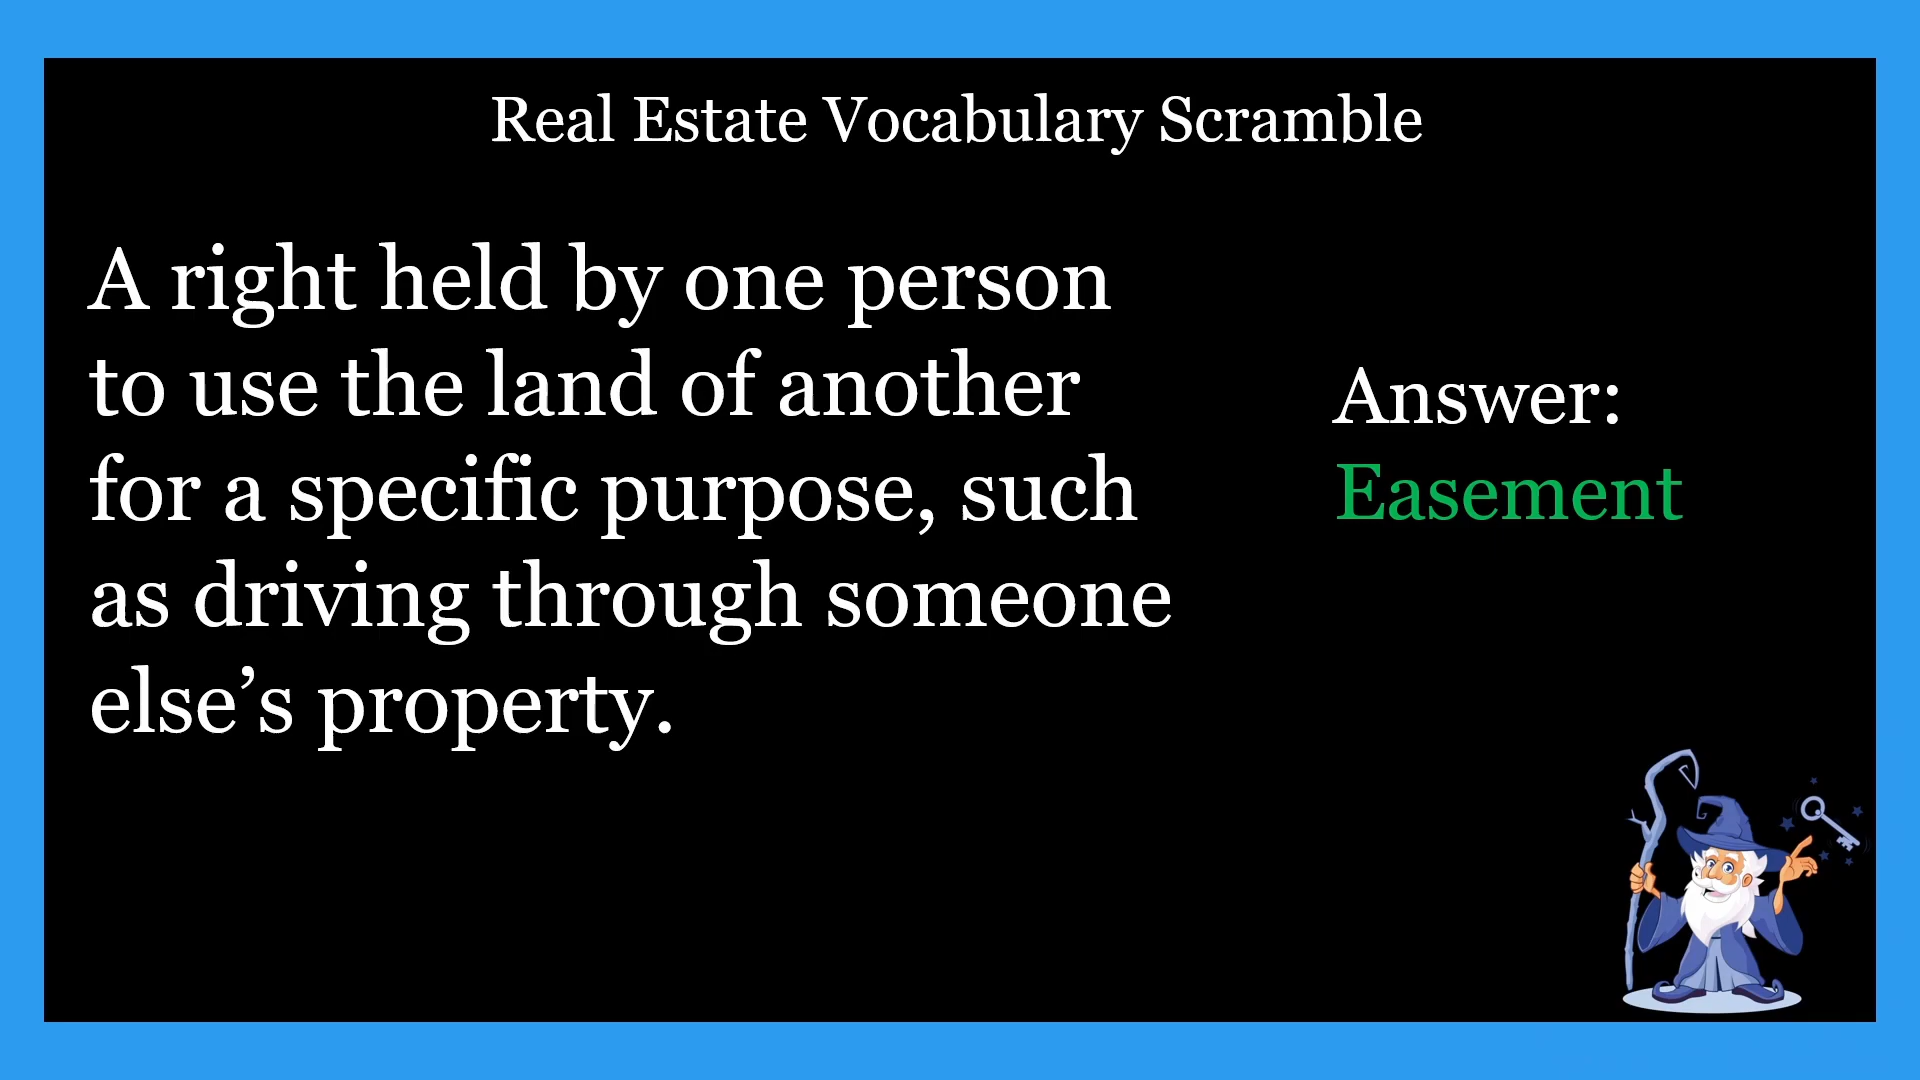 Real Estate Vocabulary Scramble
A right held by one person
to use the land of another
for a specific purpose, such
as driving through someone
else’s property.
Answer:
Easement